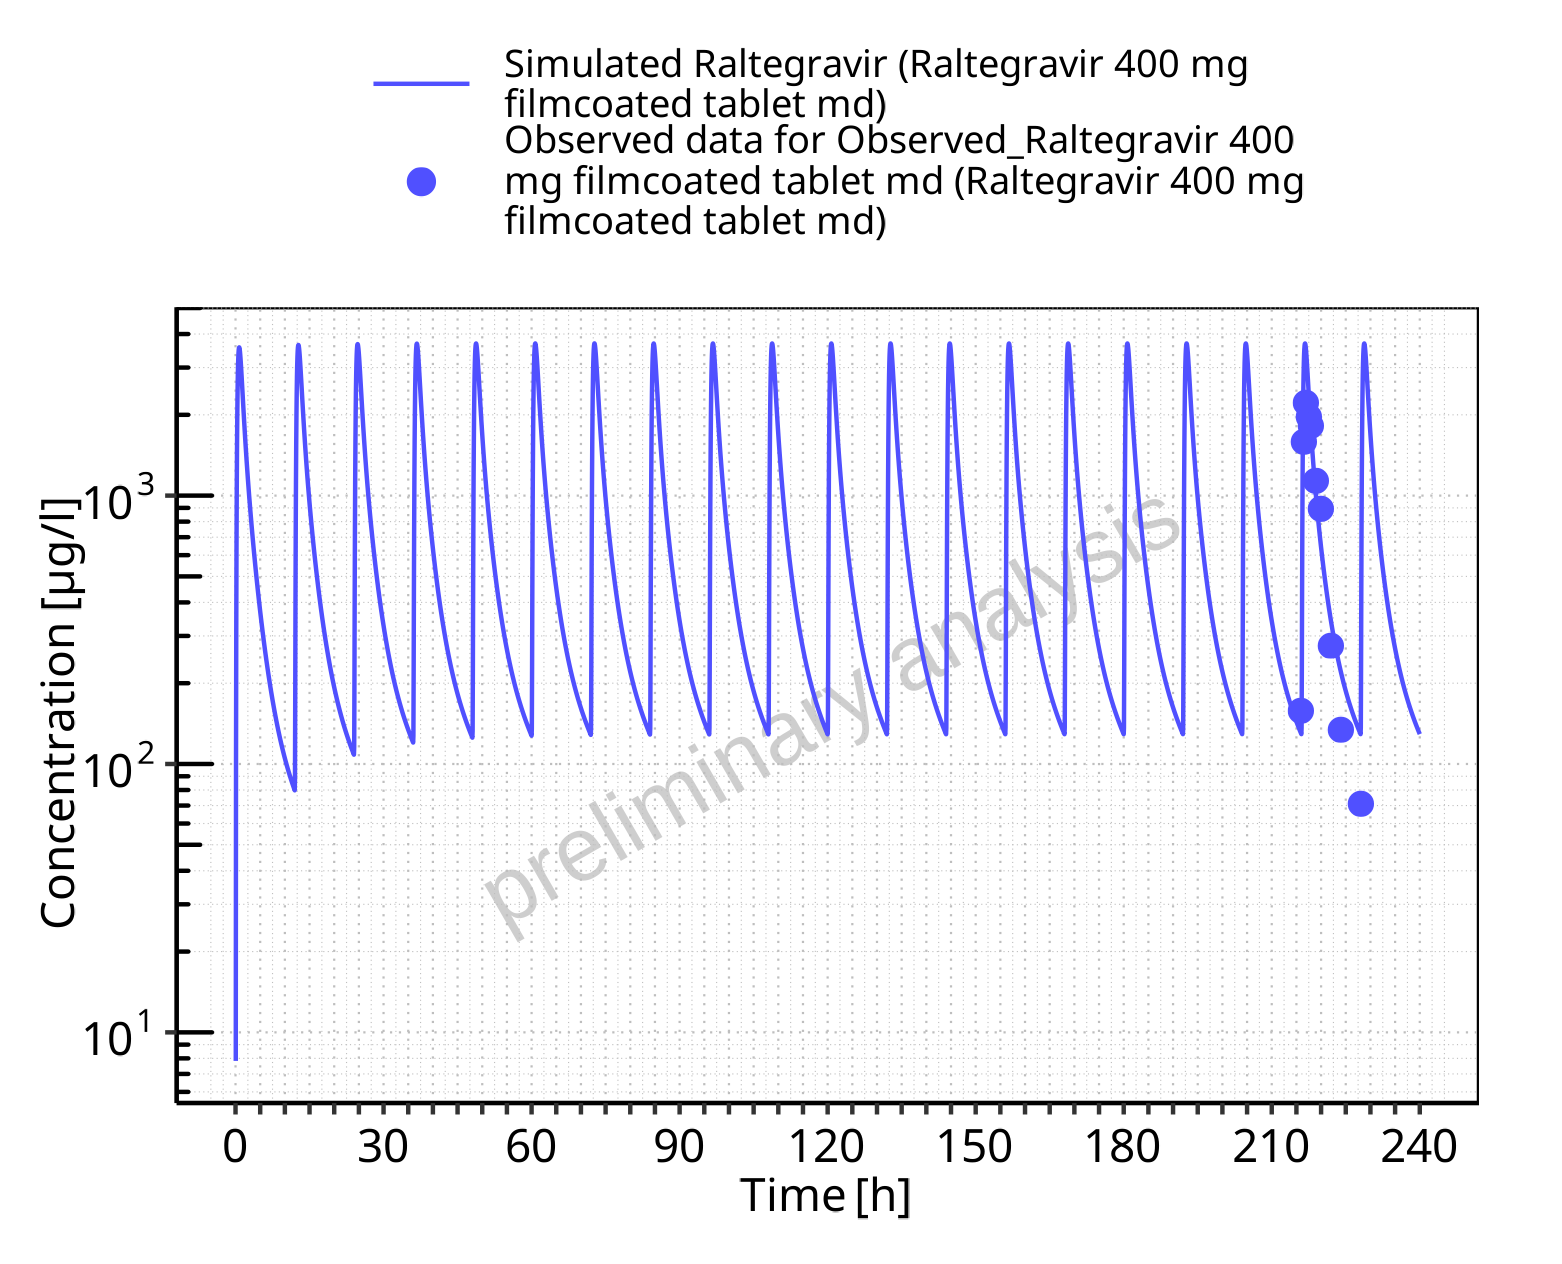 Simulated Raltegravir (Raltegravir 400 mg
filmcoated tablet md)
Observed data for Observed_Raltegravir 400
mg filmcoated tablet md (Raltegravir 400 mg
filmcoated tablet md)
Concentration [µg/l]
10³
10²
10¹
preliminary analysis
0 30 60 90 120 150 180 210 240
Time [h]